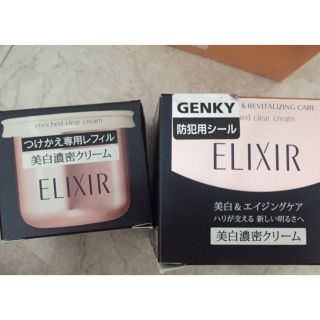 enriched clear cream
つけかえ専用レフィル
美白濃密クリーム
ELIXIR
GENKY
防犯用シール
& REVITALIZING CARE
enriched clear cream
ELIXIR
美白&エイジングケア
ハリが支える 新しい明るさへ
美白濃密クリーム